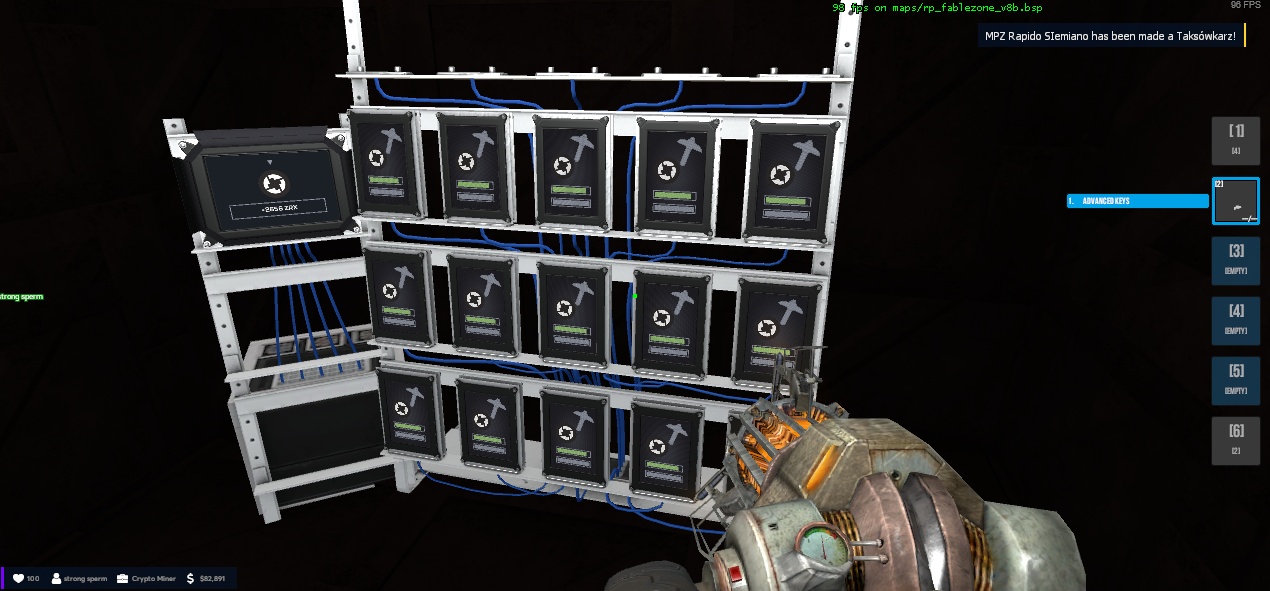 98 fps on maps/rp_fablezone_v8b.bsp
96 FPS
MPZ Rapido SIemiano has been made a Taksówkarz!
[1]
[4]
1. ADVANCED KEYS
[2]
[3]
[EMPTY]
[4]
[EMPTY]
[5]
[EMPTY]
[6]
[2]
+2656 ZRX
strong sperm
100
strong sperm
Crypto Miner
$ $82,891